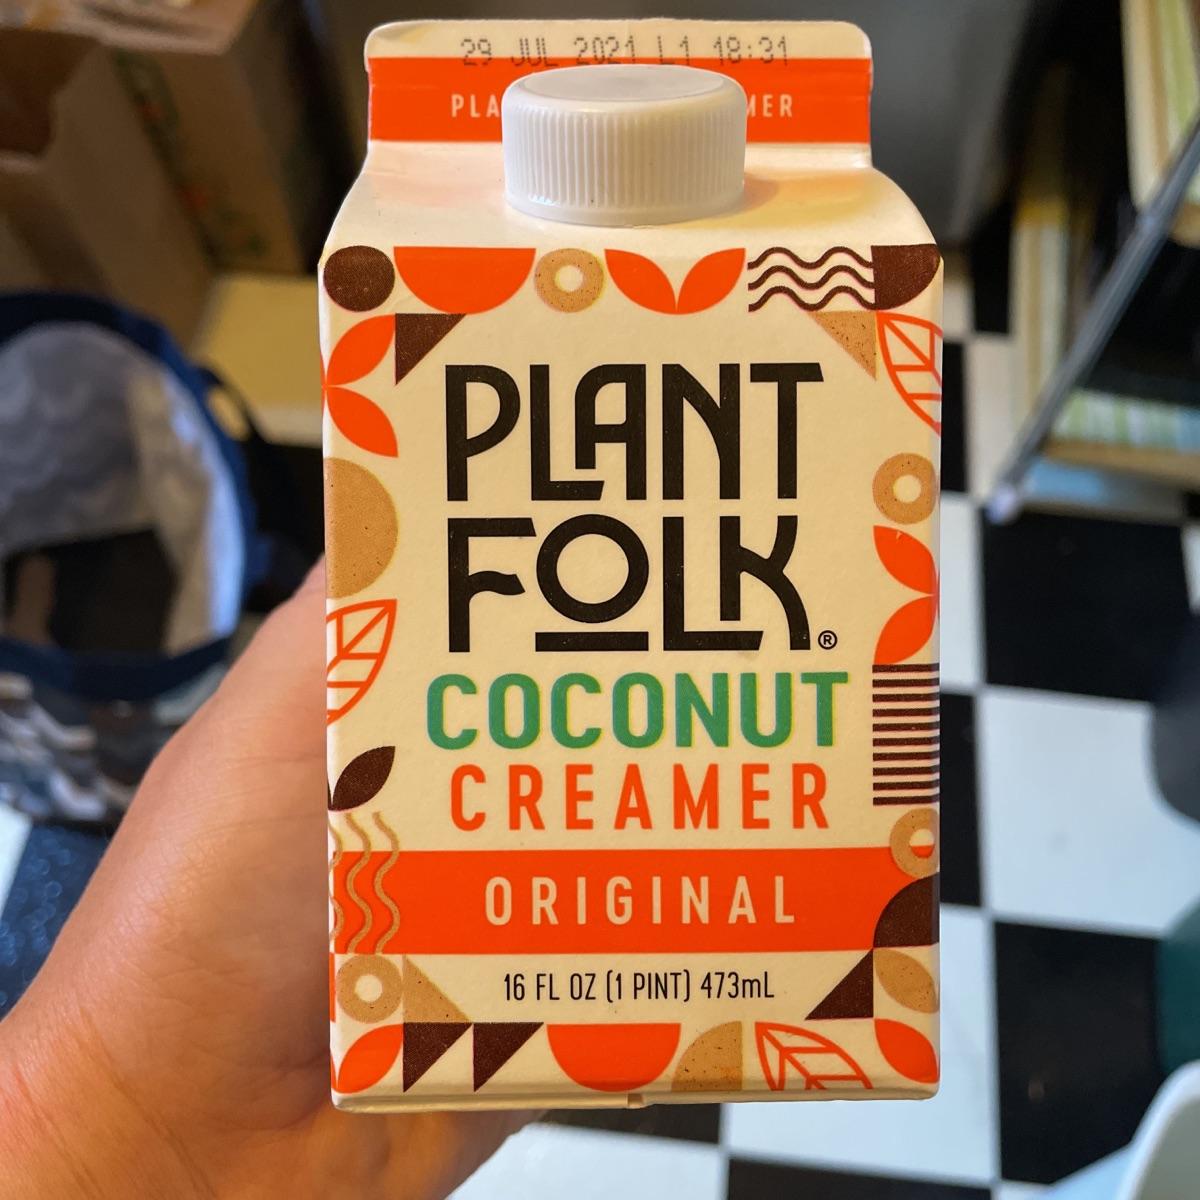 29 JUL 2021 L1 18:31
PLANT
FOLK®
COCONUT
CREAMER
ORIGINAL
16 FL OZ (1 PINT) 473mL